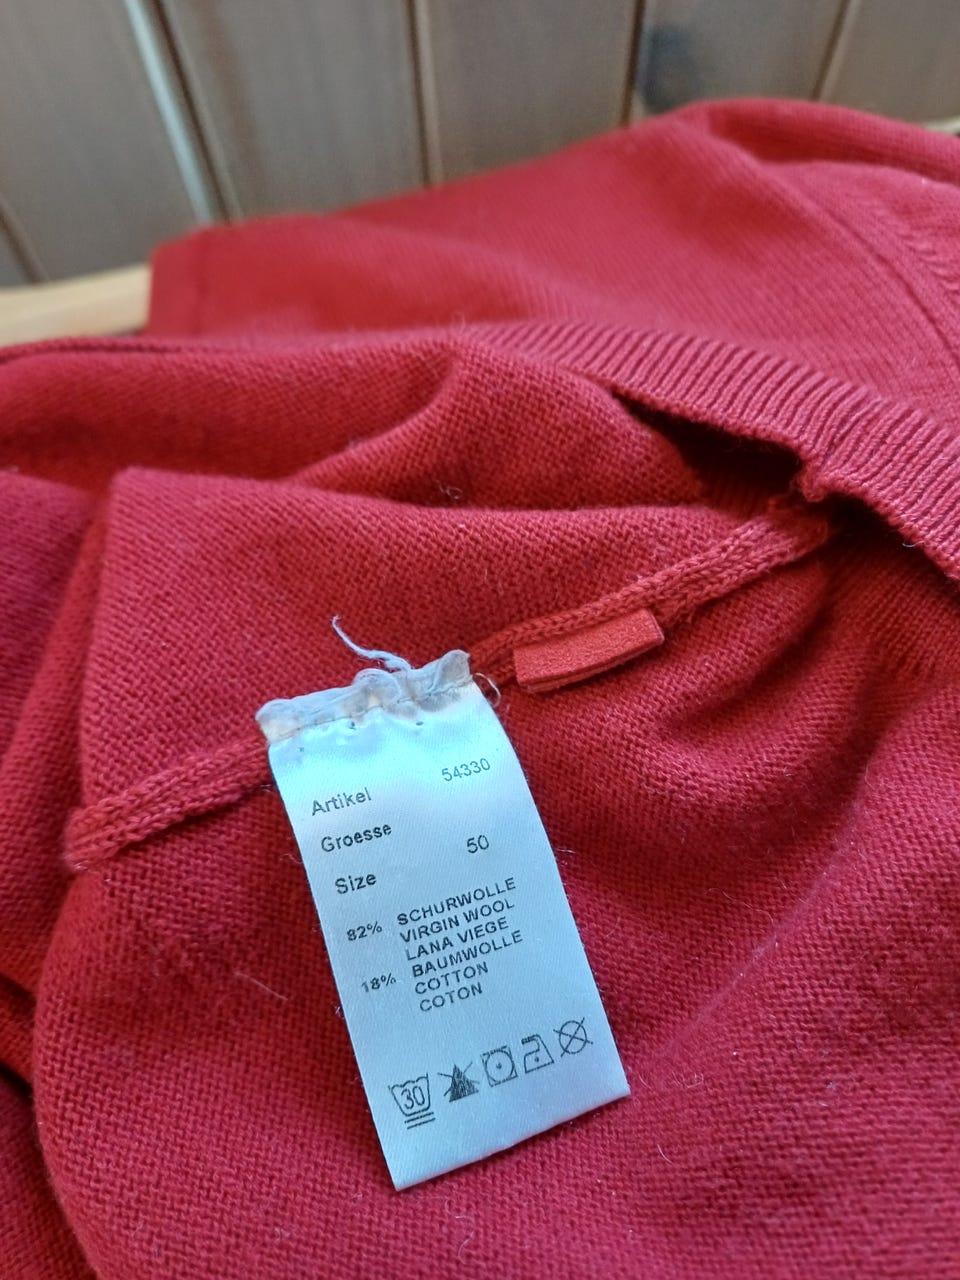 Artikel 54330
Groesse
Size 50
82% SCHURWOLLE
VIRGIN WOOL
LANA VIEGE
18% BAUMWOLLE
COTTON
COTON
30